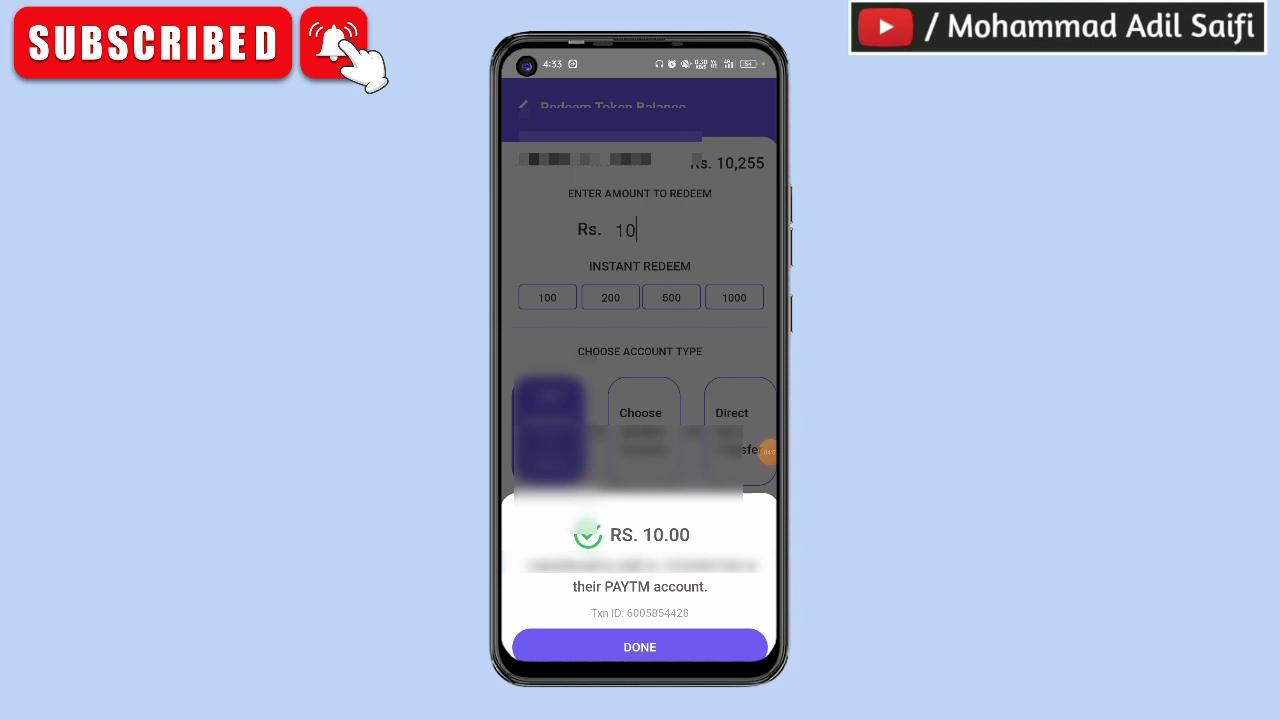 SUBSCRIBED
/ Mohammad Adil Saifi
4:33
54
Redeem Token Balance
Rs. 10,255
ENTER AMOUNT TO REDEEM
Rs. 10
INSTANT REDEEM
100 200 500 1000
CHOOSE ACCOUNT TYPE
Choose Direct
RS. 10.00
their PAYTM account.
Txn ID: 6005854428
DONE